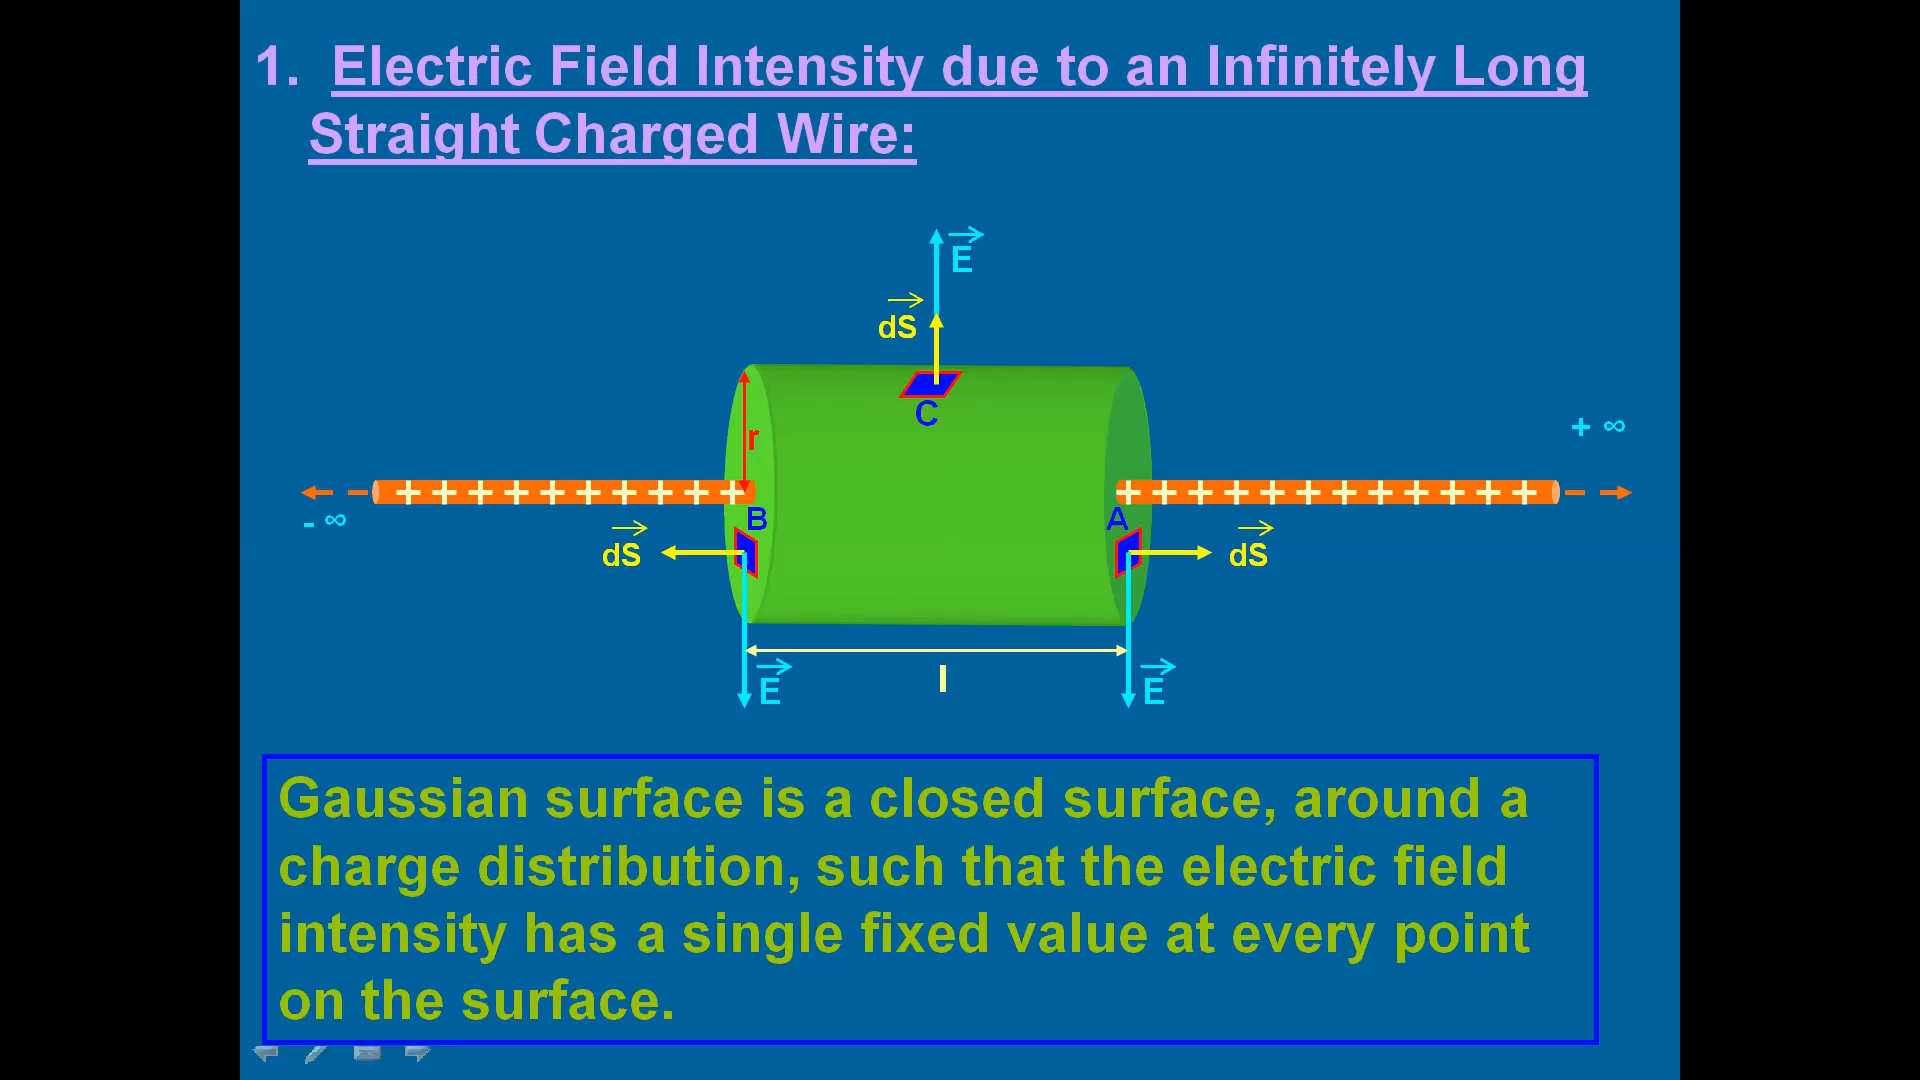 1. Electric Field Intensity due to an Infinitely Long
Straight Charged Wire:
E
dS
C
r
+ ∞
- ∞
B
A
dS
dS
E
l
E
Gaussian surface is a closed surface, around a
charge distribution, such that the electric field
intensity has a single fixed value at every point
on the surface.